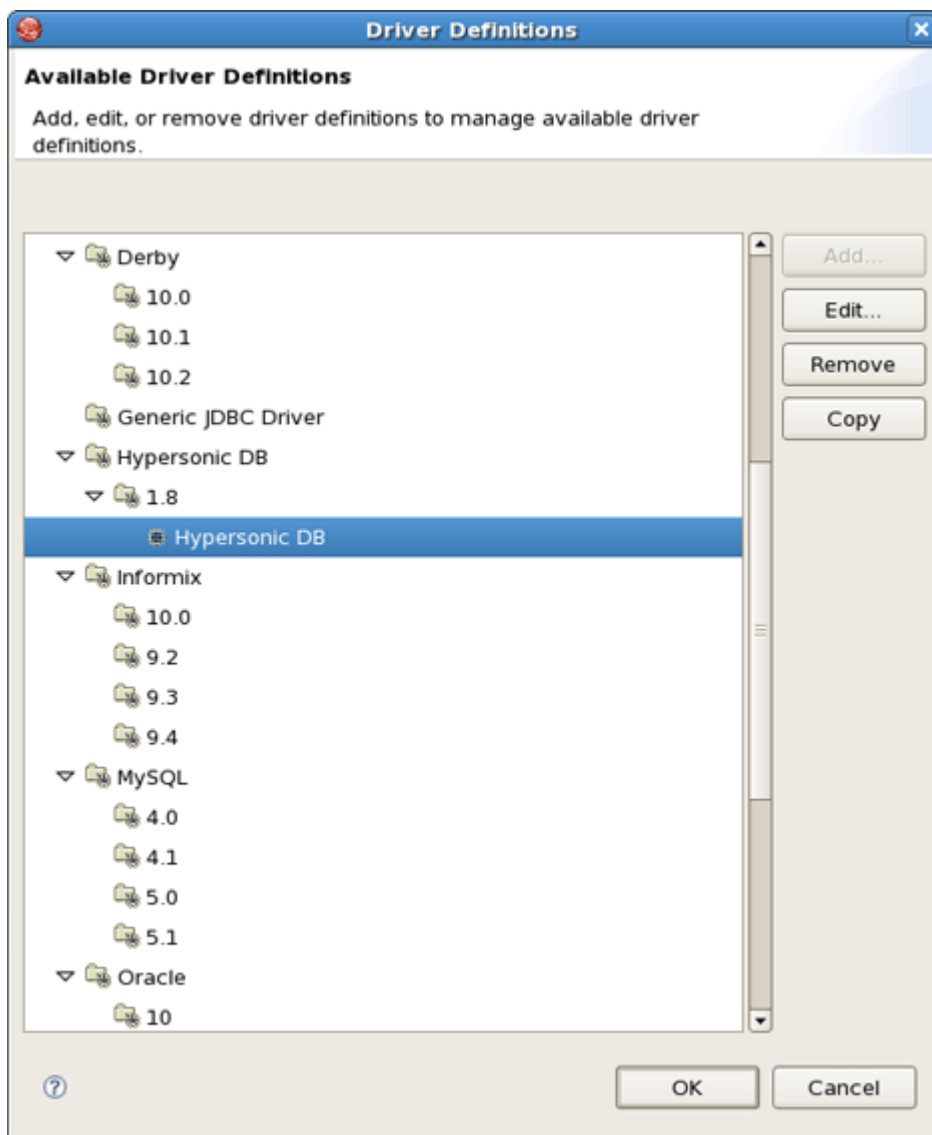 Driver Definitions
Available Driver Definitions
Add, edit, or remove driver definitions to manage available driver
definitions.
Derby
10.0
10.1
10.2
Generic JDBC Driver
Hypersonic DB
1.8
Hypersonic DB
Informix
10.0
9.2
9.3
9.4
MySQL
4.0
4.1
5.0
5.1
Oracle
10
Add...
Edit...
Remove
Copy
?
OK
Cancel